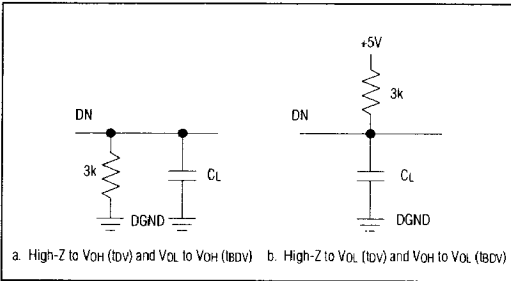 +5V
3k
DN
DN
3k
CL
CL
DGND
DGND
a. High-Z to VOH (tDV) and VOL to VOH (tBDV)
b. High-Z to VOL (tDV) and VOH to VOL (tBDV)